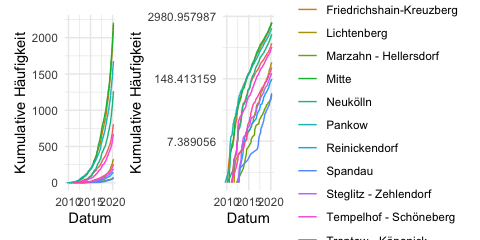 Kumulative Häufigkeit
2000
1500
1000
500
0
2010
2015
2020
Datum
Kumulative Häufigkeit
2980.957987
148.413159
7.389056
2010
2015
2020
Datum
Friedrichshain-Kreuzberg
Lichtenberg
Marzahn - Hellersdorf
Mitte
Neukölln
Pankow
Reinickendorf
Spandau
Steglitz - Zehlendorf
Tempelhof - Schöneberg